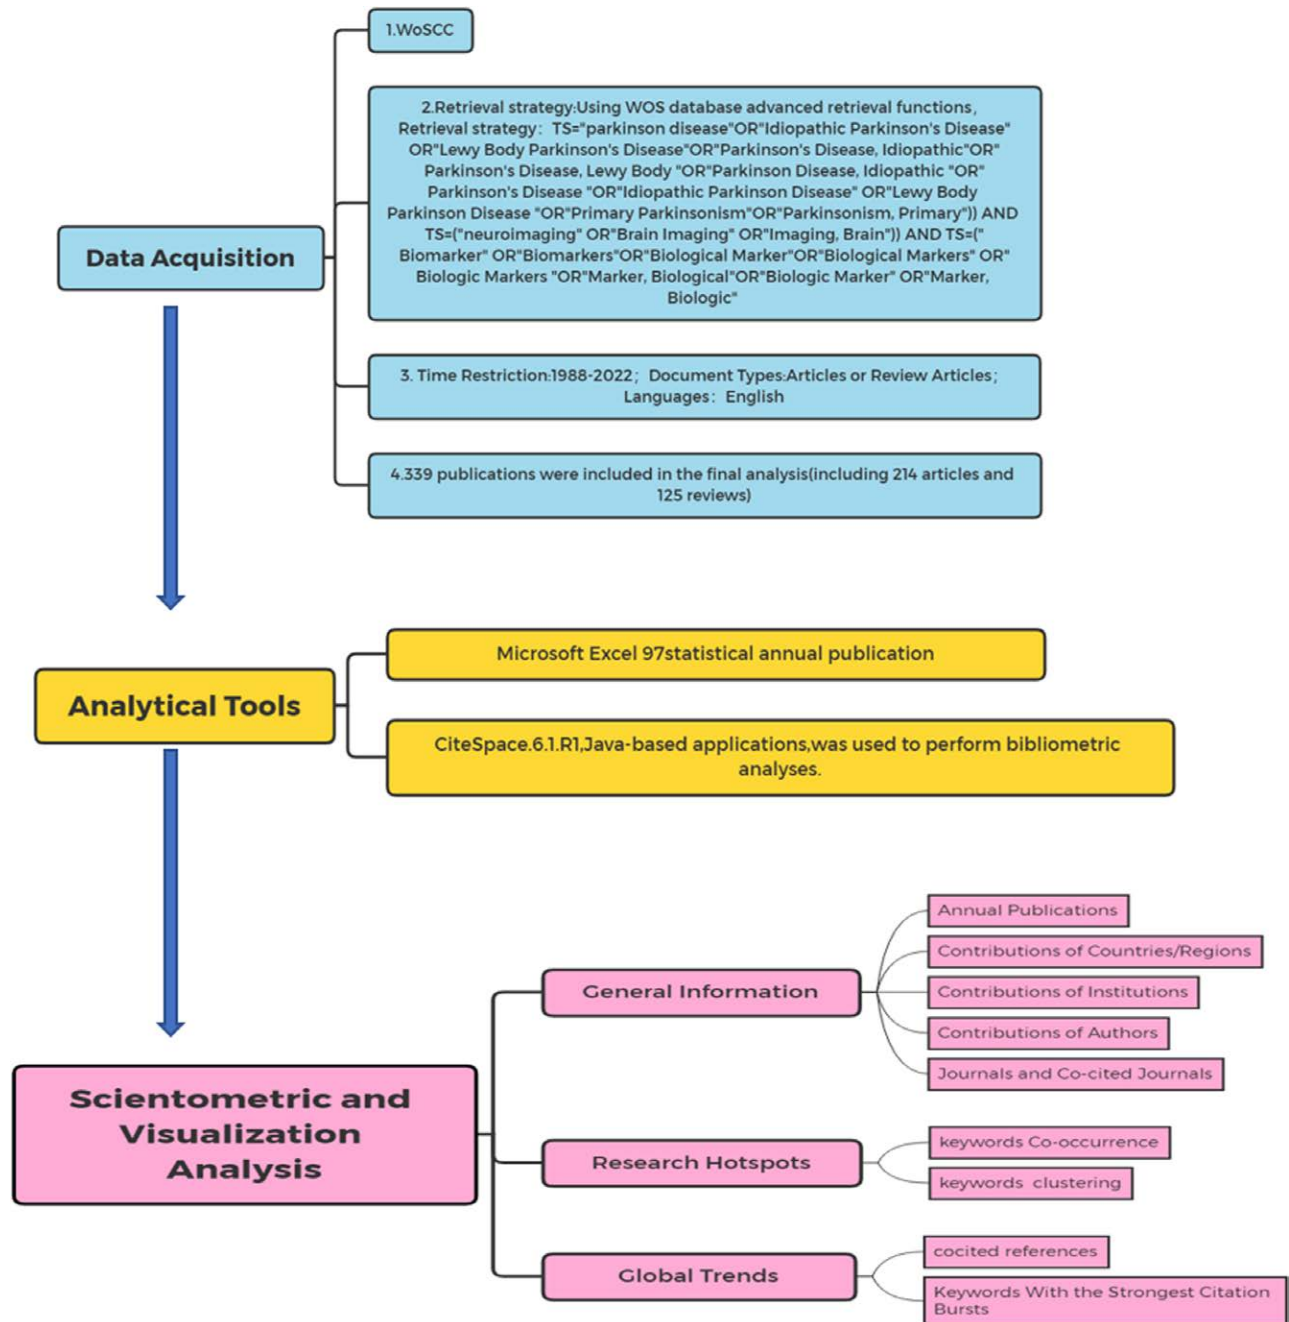 1.WoSCC
2.Retrieval strategy:Using WOS database advanced retrieval functions,
Retrieval strategy： TS="parkinson disease"OR"Idiopathic Parkinson's Disease"
OR"Lewy Body Parkinson's Disease"OR"Parkinson's Disease, Idiopathic"OR"
Parkinson's Disease, Lewy Body "OR"Parkinson Disease, Idiopathic "OR"
Parkinson's Disease "OR"Idiopathic Parkinson Disease" OR"Lewy Body
Parkinson Disease "OR"Primary Parkinsonism"OR"Parkinsonism, Primary")) AND
TS=("neuroimaging" OR"Brain Imaging" OR"Imaging, Brain")) AND TS=("
Biomarker" OR"Biomarkers"OR"Biological Marker"OR"Biological Markers" OR"
Biologic Markers "OR"Marker, Biological"OR"Biologic Marker" OR"Marker,
Biologic"
Data Acquisition
3. Time Restriction:1988-2022；Document Types:Articles or Review Articles；
Languages：English
4.339 publications were included in the final analysis(including 214 articles and
125 reviews)
Microsoft Excel 97statistical annual publication
Analytical Tools
CiteSpace.6.1.R1,Java-based applications,was used to perform bibliometric
analyses.
Scientometric and
Visualization
Analysis
General Information
Annual Publications
Contributions of Countries/Regions
Contributions of Institutions
Contributions of Authors
Journals and Co-cited Journals
Research Hotspots
keywords Co-occurrence
keywords clustering
Global Trends
cocited references
Keywords With the Strongest Citation
Bursts